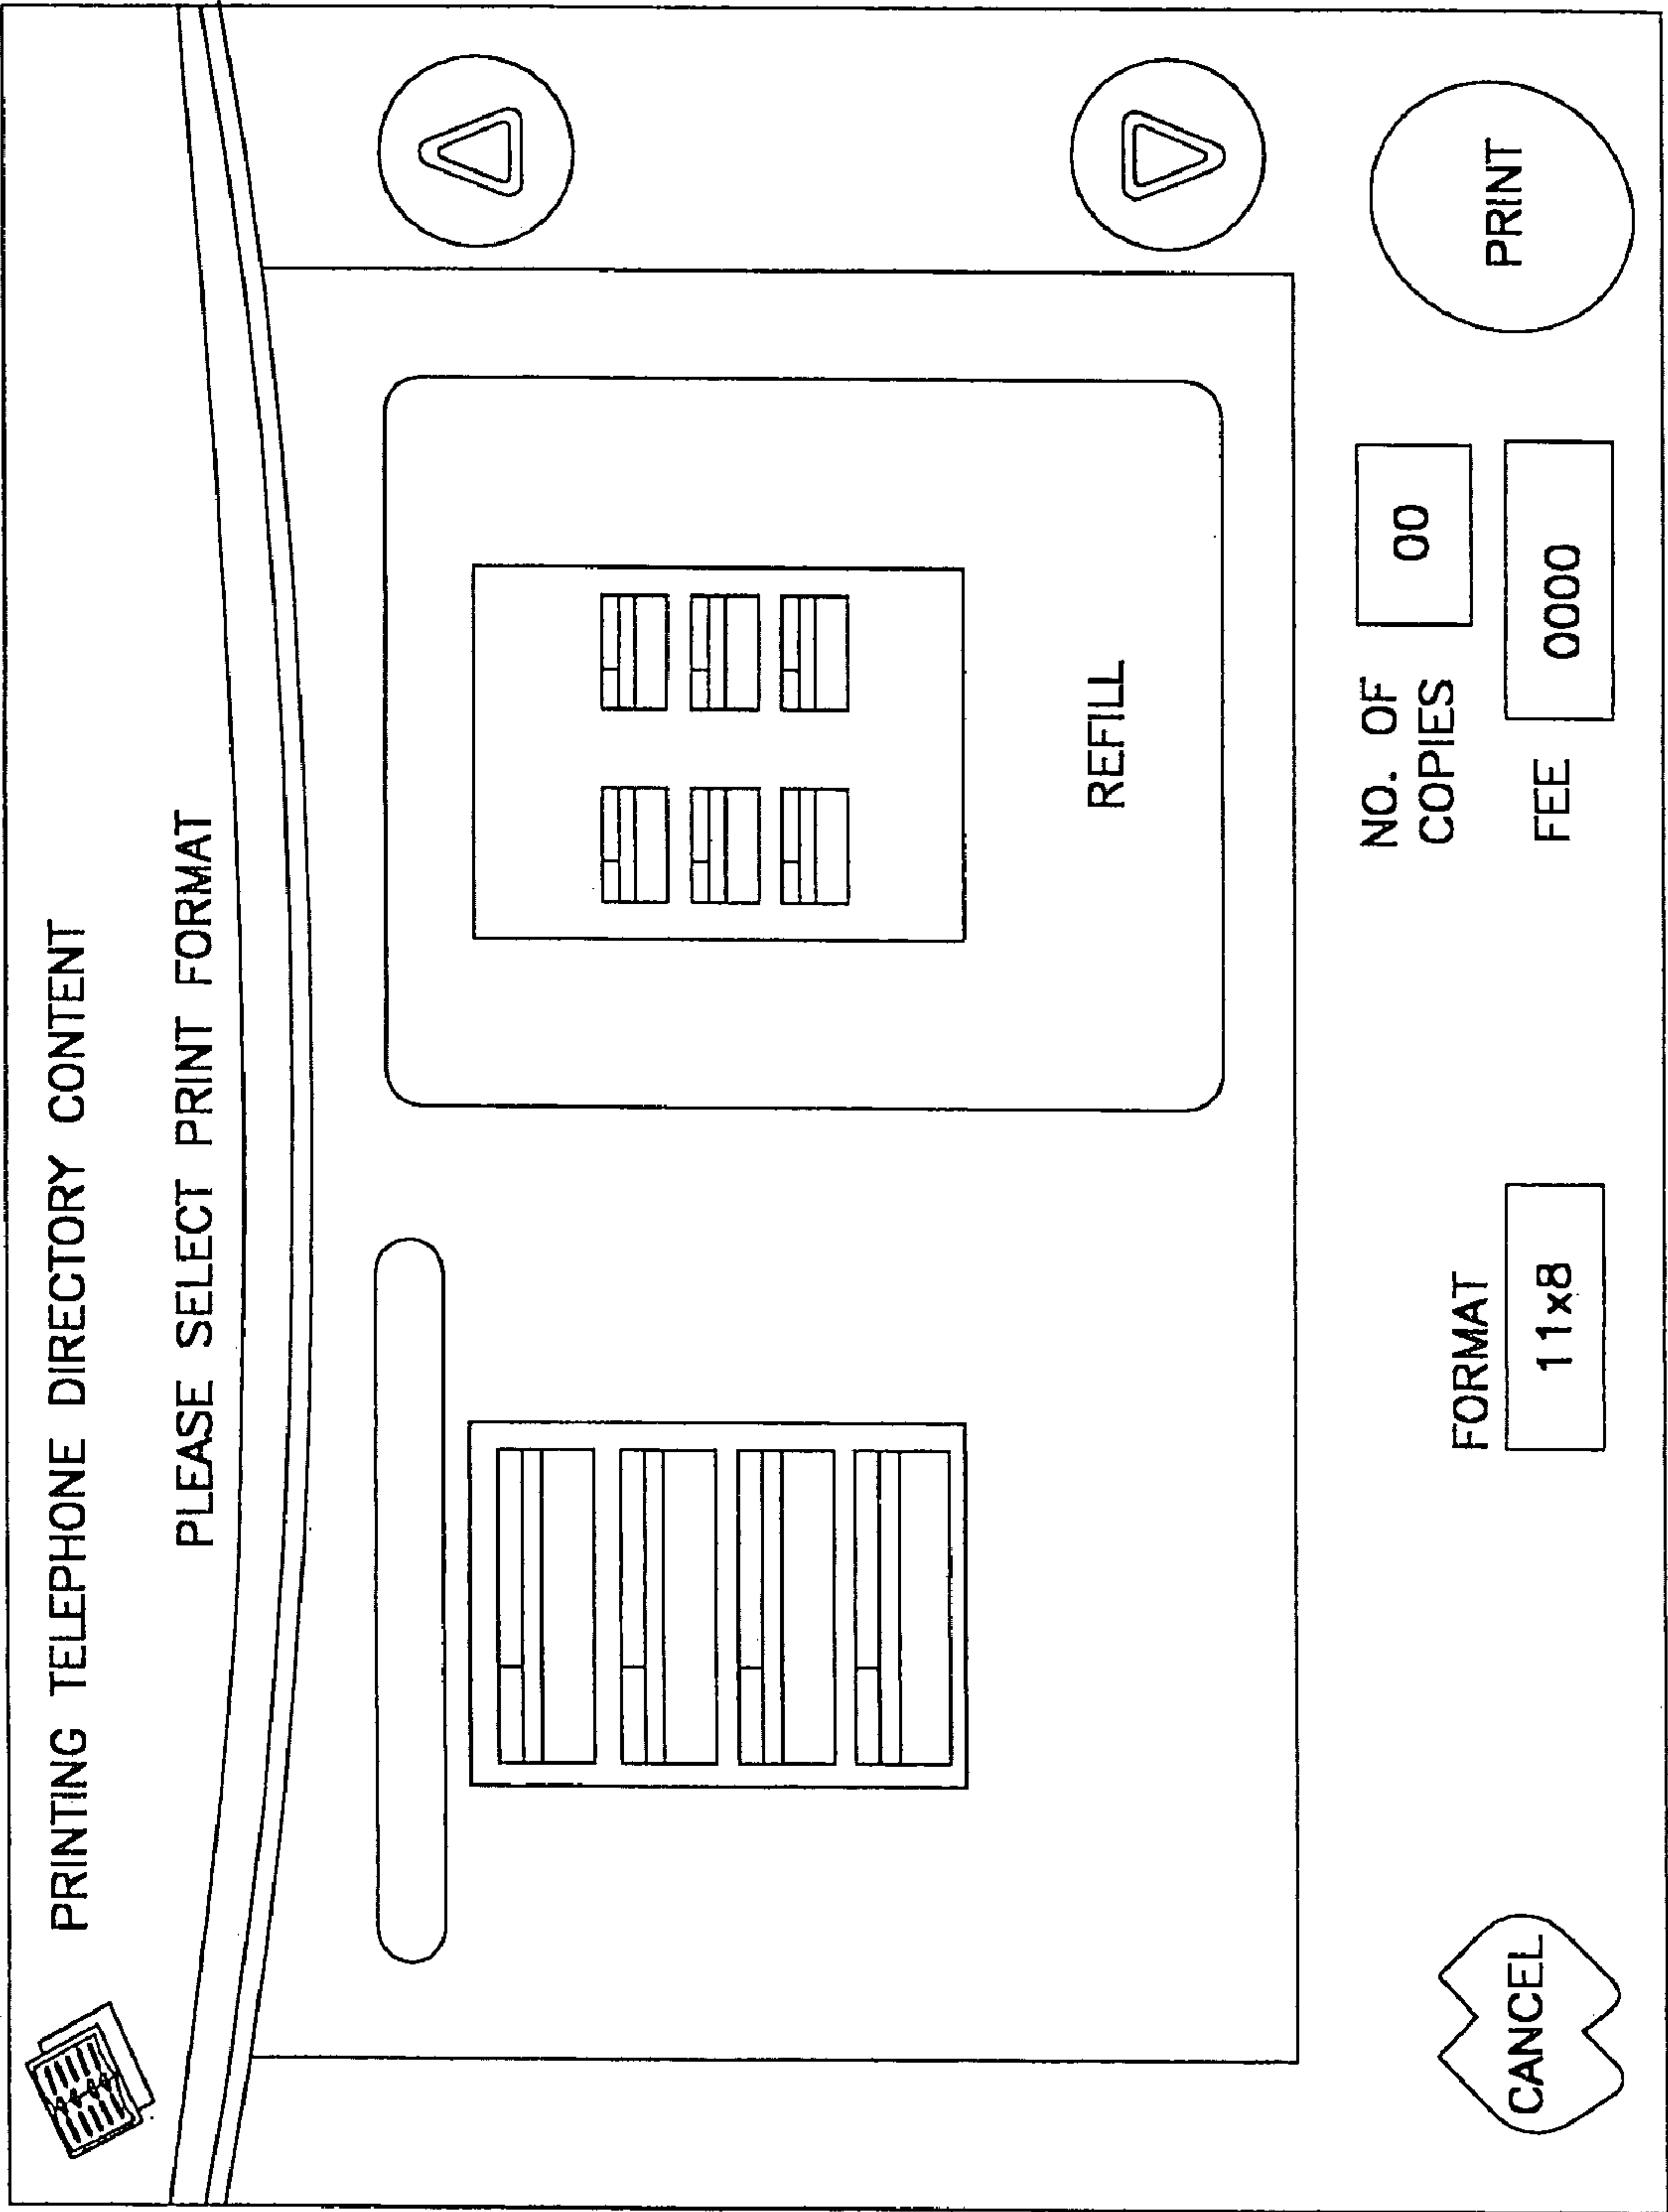 PRINTING TELEPHONE DIRECTORY CONTENT
PLEASE SELECT PRINT FORMAT
REFILL
CANCEL
FORMAT
11x8
NO. OF
COPIES
00
FEE
0000
PRINT